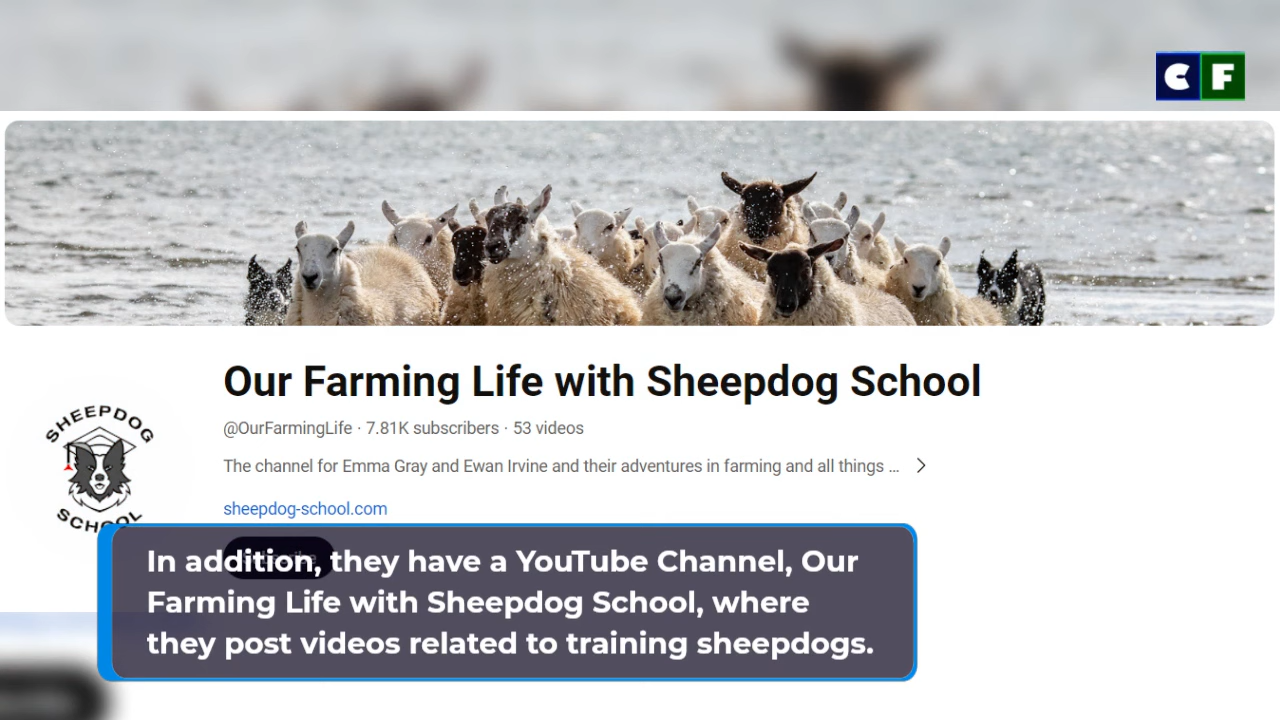 C F
Our Farming Life with Sheepdog School
@OurFarmingLife · 7.81K subscribers · 53 videos
The channel for Emma Gray and Ewan Irvine and their adventures in farming and all things ...
SHEEPDOG
SCHOOL
sheepdog-school.com
In addition, they have a YouTube Channel, Our
Farming Life with Sheepdog School, where
they post videos related to training sheepdogs.